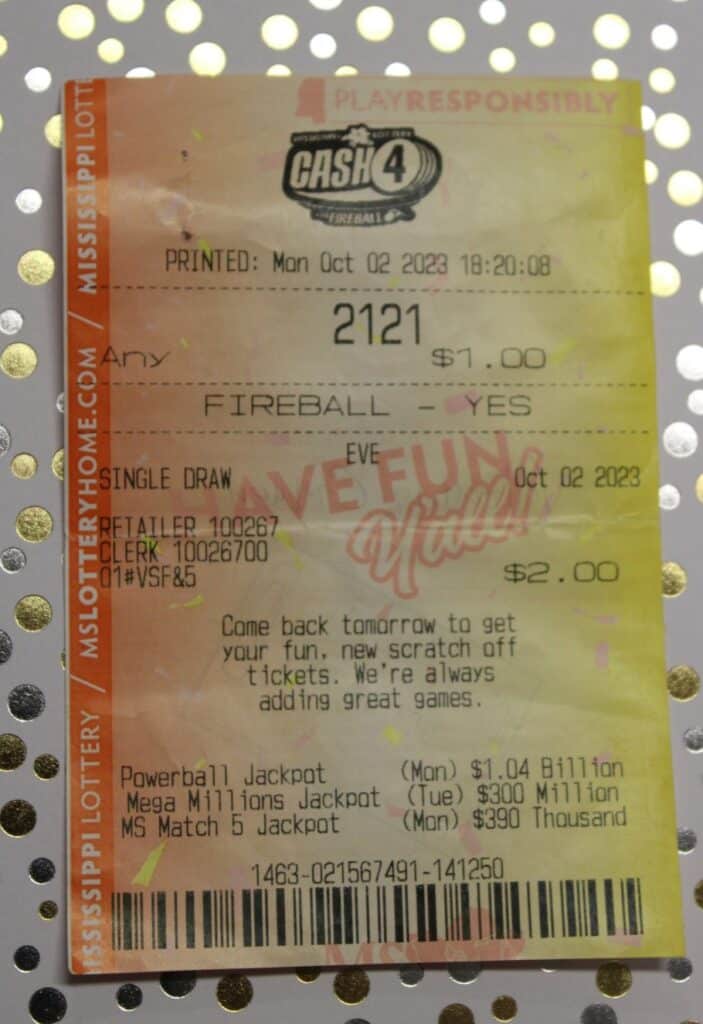 PLAYRESPONSIBLY
MISSISSIPPI LOTTERY
CASH 4
FIREBALL
PRINTED: Mon Oct 02 2023 18:20:08
2121
Any $1.00
FIREBALL - YES
EVE
SINGLE DRAW Oct 02 2023
HAVE FUN
Y'all!
RETAILER 100267
CLERK 10026700
01#VSF&5 $2.00
Come back tomorrow to get
your fun, new scratch off
tickets. We're always
adding great games.
Powerball Jackpot (Mon) $1.04 Billion
Mega Millions Jackpot (Tue) $300 Million
MS Match 5 Jackpot (Mon) $390 Thousand
1463-021567491-141250
ISSISSIPPI LOTTERY / MSLOTTERYHOME.COM / MISSISSIPPI LOTTE